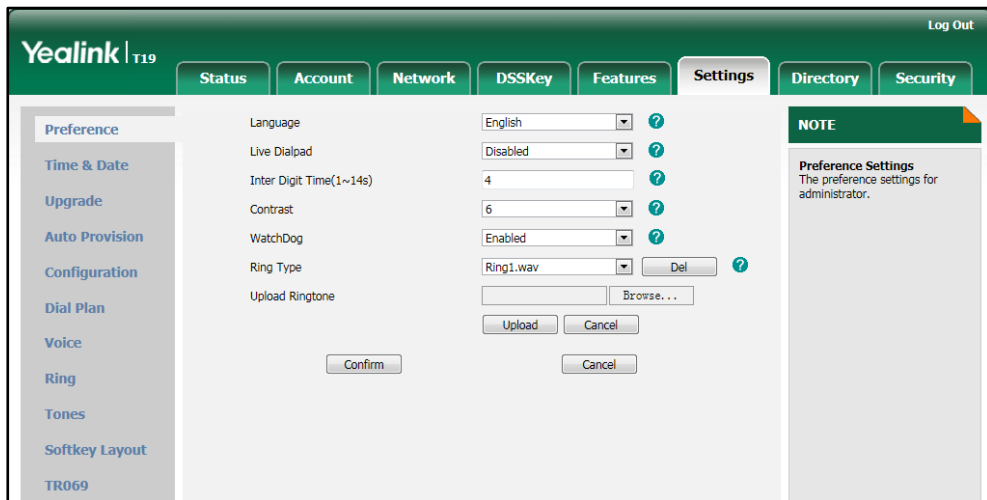 Log Out
Yealink | T19
Status Account Network DSSKey Features Settings Directory Security
Preference
Time & Date
Upgrade
Auto Provision
Configuration
Dial Plan
Voice
Ring
Tones
Softkey Layout
TR069
Language English ?
Live Dialpad Disabled ?
Inter Digit Time(1~14s) 4 ?
Contrast 6 ?
WatchDog Enabled ?
Ring Type Ring1.wav Del ?
Upload Ringtone Browse...
Upload Cancel
Confirm Cancel
NOTE
Preference Settings
The preference settings for
administrator.